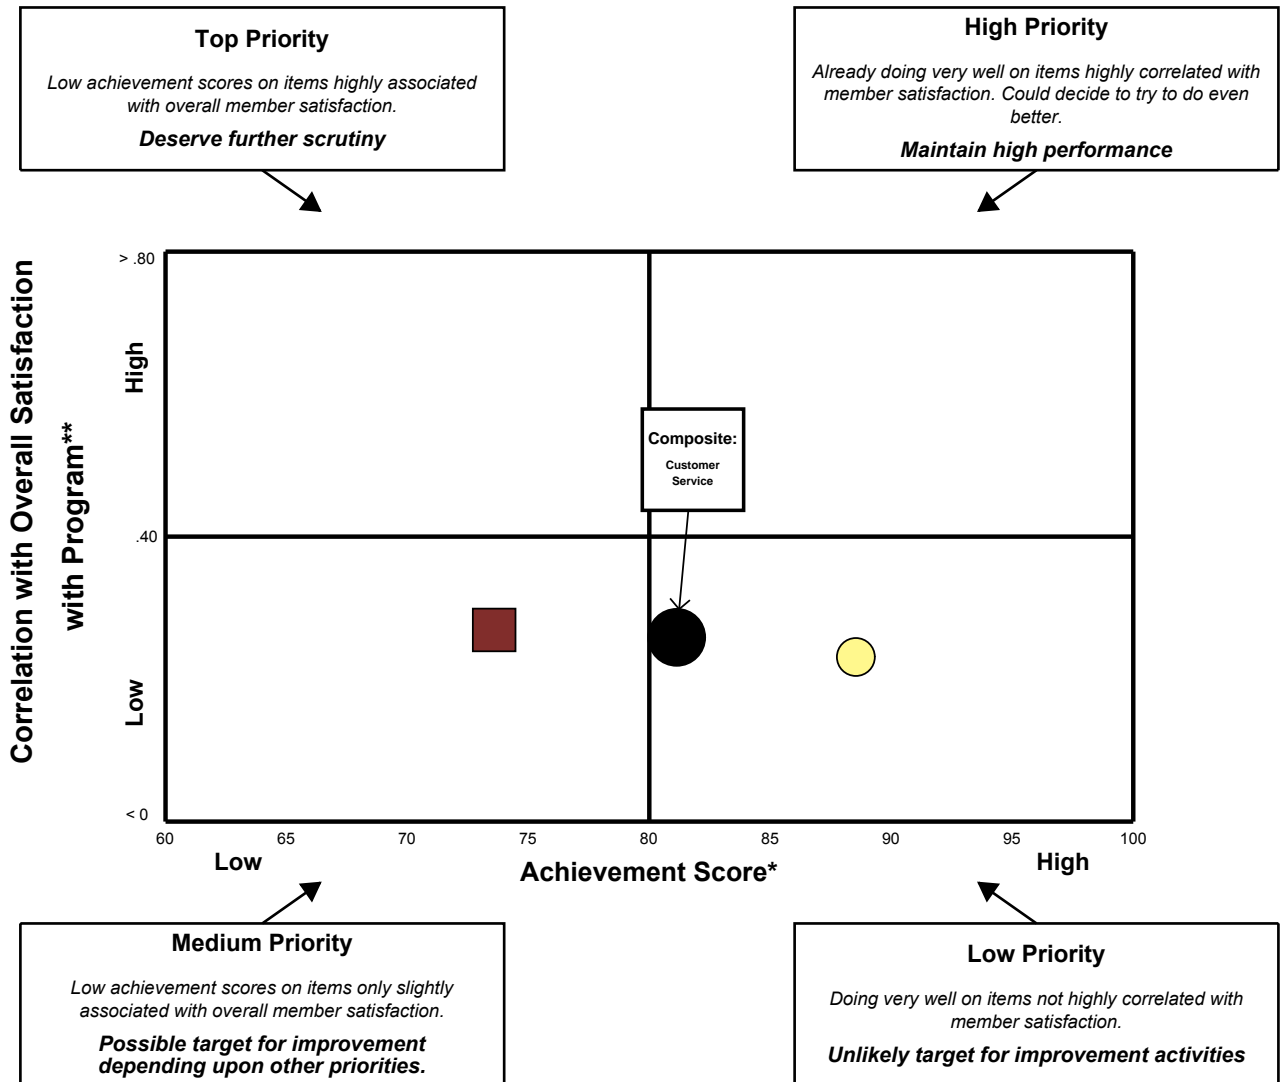 Top Priority
Low achievement scores on items highly associated
with overall member satisfaction.
Deserve further scrutiny
High Priority
Already doing very well on items highly correlated with
member satisfaction. Could decide to try to do even
better.
Maintain high performance
Correlation with Overall Satisfaction
with Program**
> .80
High
.40
Low
< 0
Composite:
Customer
Service
60 65 70 75 80 85 90 95 100
Low Achievement Score* High
Medium Priority
Low achievement scores on items only slightly
associated with overall member satisfaction.
Possible target for improvement
depending upon other priorities.
Low Priority
Doing very well on items not highly correlated with
member satisfaction.
Unlikely target for improvement activities